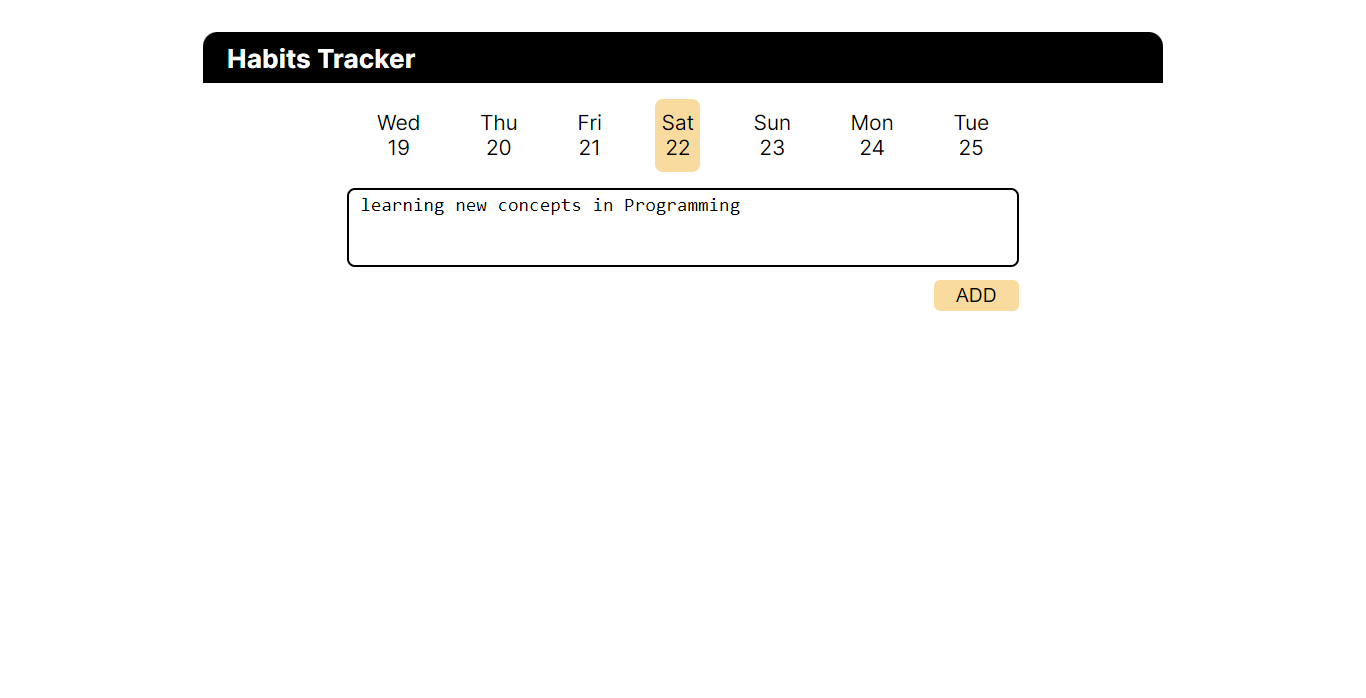 Habits Tracker
Wed Thu Fri Sat Sun Mon Tue
19 20 21 22 23 24 25
learning new concepts in Programming
ADD